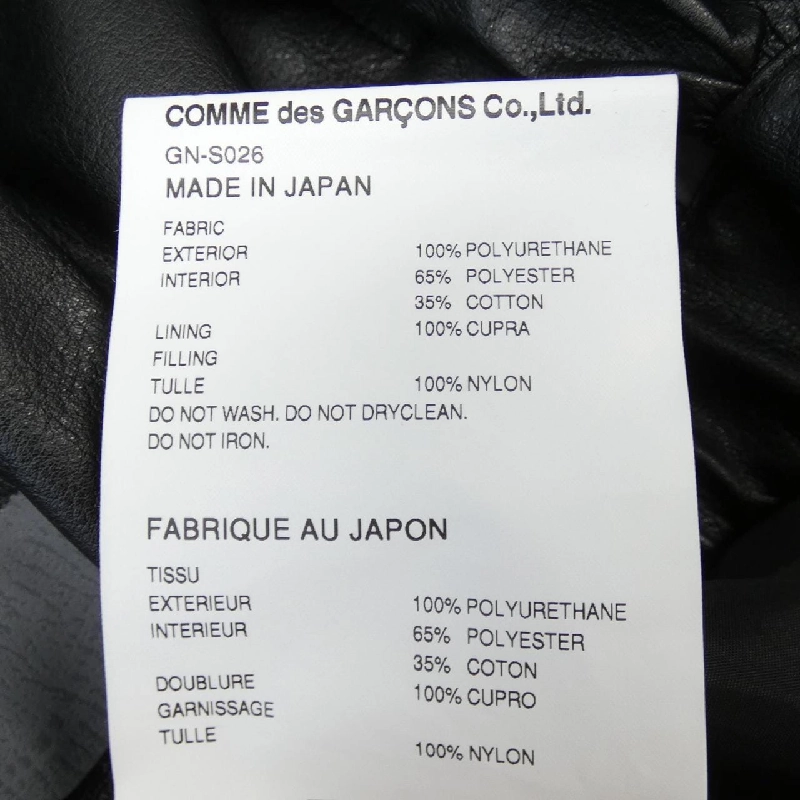 COMME des GARÇONS Co.,Ltd.
GN-S026
MADE IN JAPAN
FABRIC
EXTERIOR 100% POLYURETHANE
INTERIOR 65% POLYESTER
35% COTTON
LINING 100% CUPRA
FILLING
TULLE 100% NYLON
DO NOT WASH. DO NOT DRYCLEAN.
DO NOT IRON.
FABRIQUE AU JAPON
TISSU
EXTERIEUR 100% POLYURETHANE
INTERIEUR 65% POLYESTER
35% COTON
DOUBLURE 100% CUPRO
GARNISSAGE
TULLE 100% NYLON